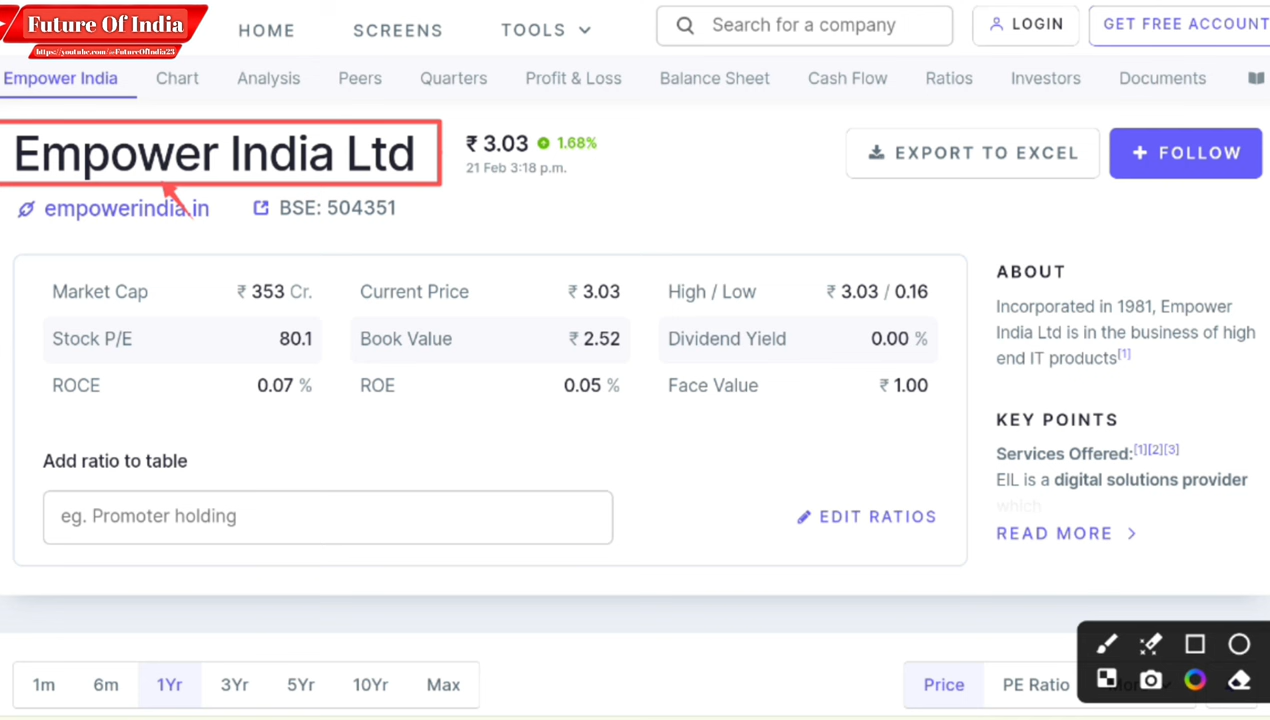 Future Of India
https://youtube.com/@FutureOfIndia23
HOME SCREENS TOOLS Search for a company LOGIN GET FREE ACCOUNT
Empower India Chart Analysis Peers Quarters Profit & Loss Balance Sheet Cash Flow Ratios Investors Documents
Empower India Ltd ₹ 3.03 1.68%
21 Feb 3:18 p.m.
EXPORT TO EXCEL + FOLLOW
empowerindia.in BSE: 504351
Market Cap ₹ 353 Cr. Current Price ₹ 3.03 High / Low ₹ 3.03 / 0.16
Stock P/E 80.1 Book Value ₹ 2.52 Dividend Yield 0.00 %
ROCE 0.07 % ROE 0.05 % Face Value ₹ 1.00
Add ratio to table
eg. Promoter holding
EDIT RATIOS
ABOUT
Incorporated in 1981, Empower
India Ltd is in the business of high
end IT products[1]
KEY POINTS
Services Offered:[1][2][3]
EIL is a digital solutions provider
which
READ MORE
1m 6m 1Yr 3Yr 5Yr 10Yr Max
Price PE Ratio